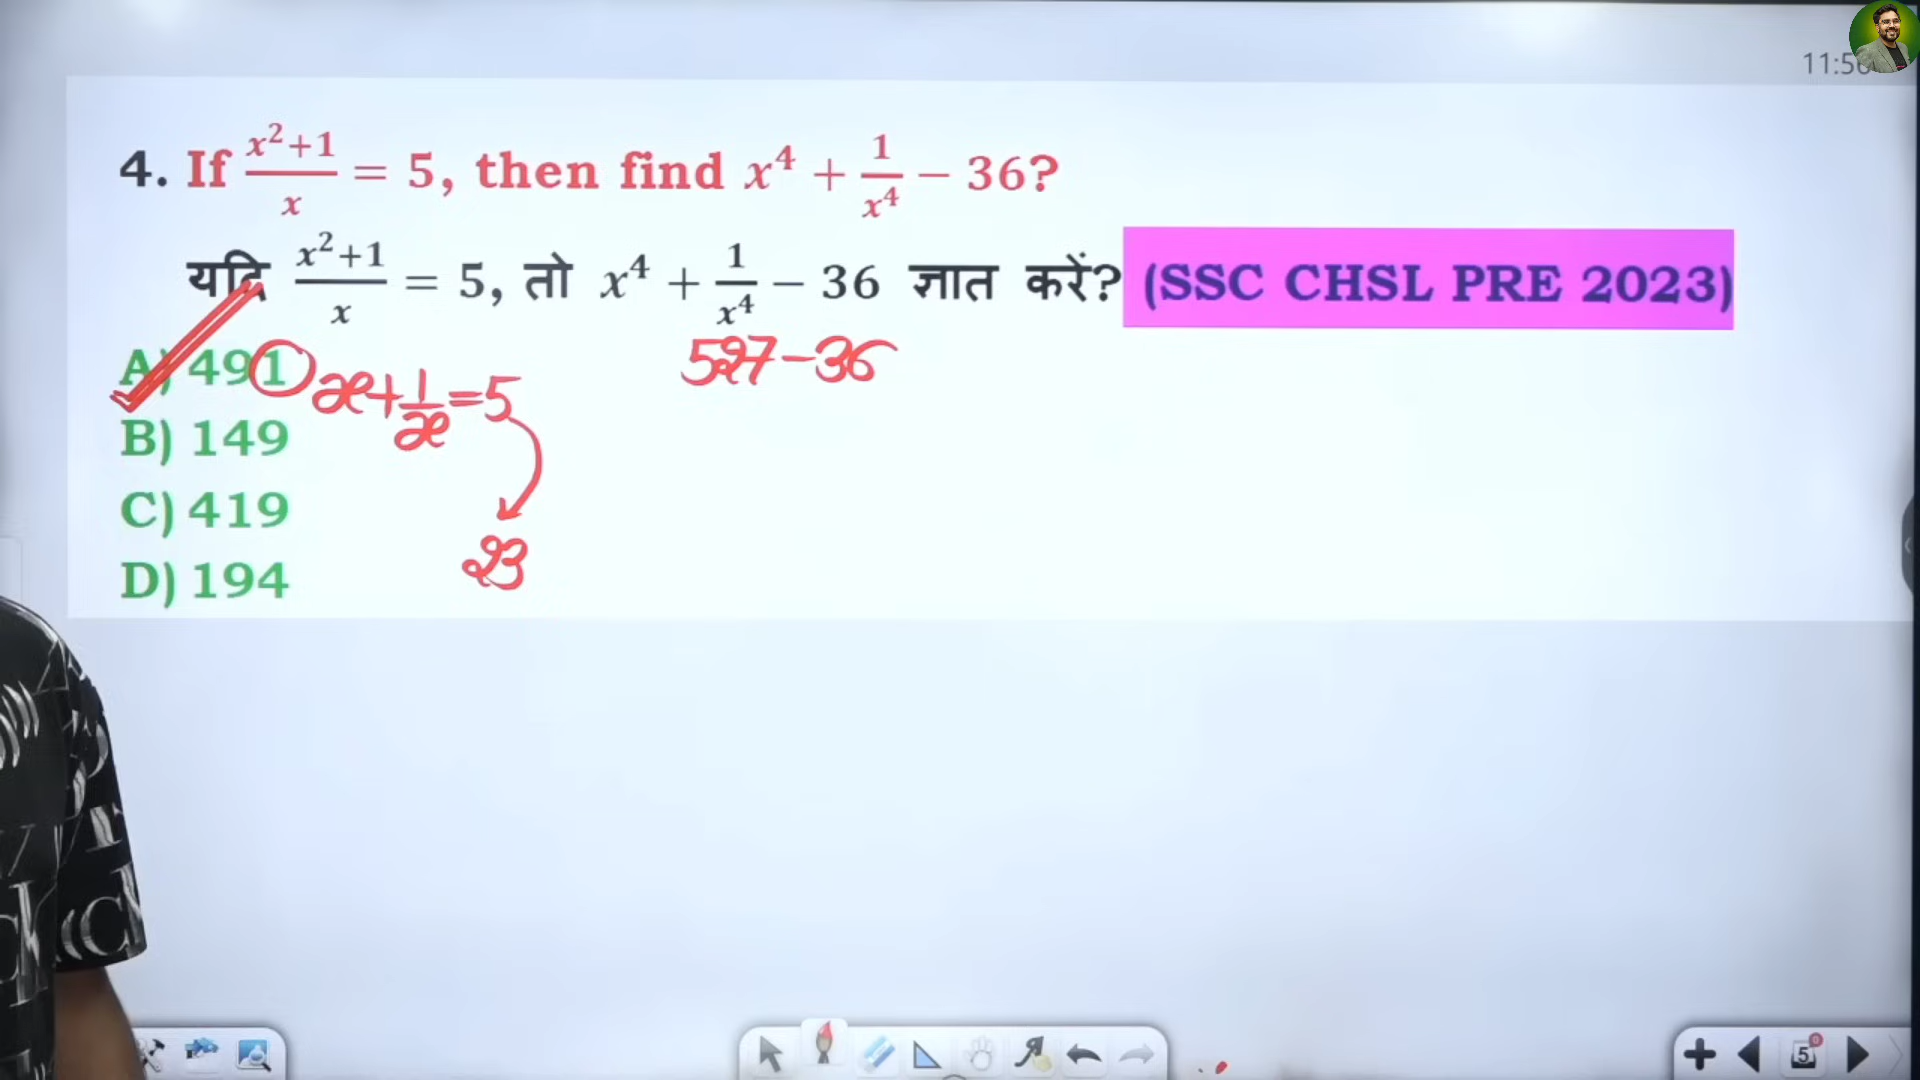 11:56
4. If x²+1/x = 5, then find x⁴ + 1/x⁴ − 36?
यदि x²+1/x = 5, तो x⁴ + 1/x⁴ − 36 ज्ञात करें? (SSC CHSL PRE 2023)
527−36
A) 491
x+1/x=5
B) 149
C) 419
23
D) 194
5